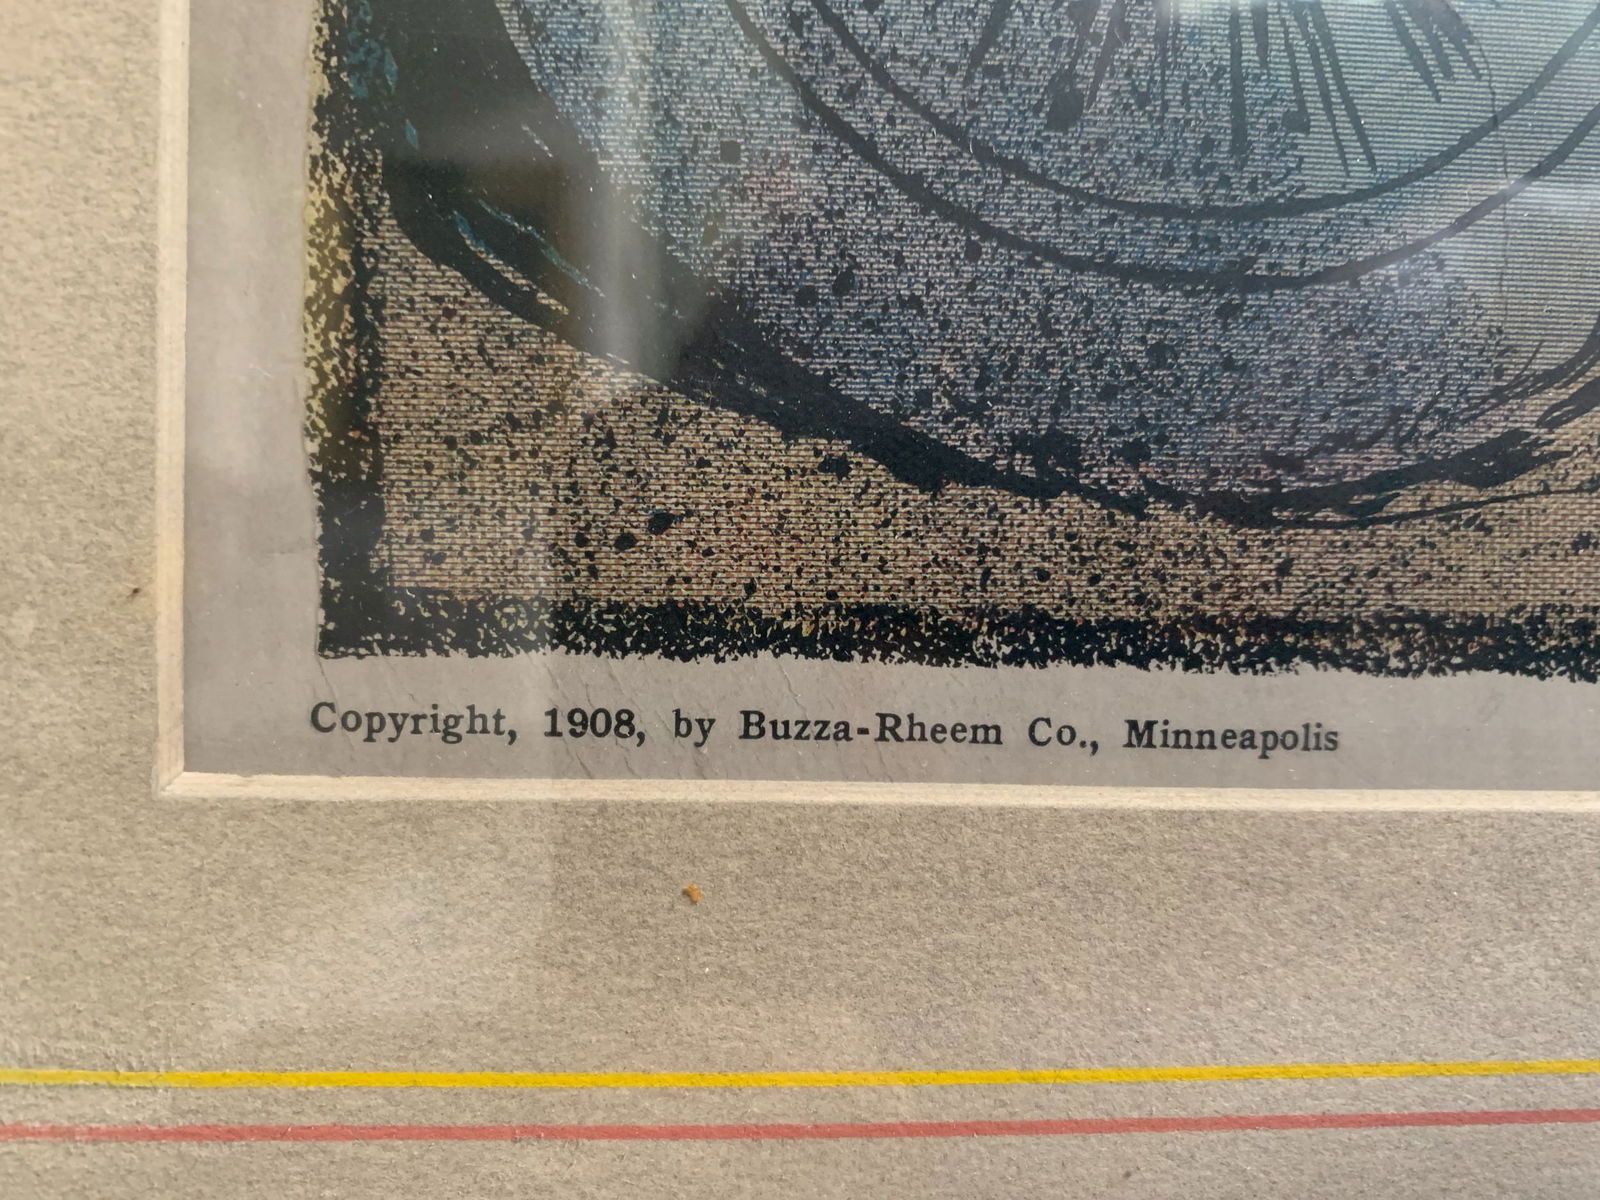 Copyright, 1908, by Buzza-Rheem Co., Minneapolis